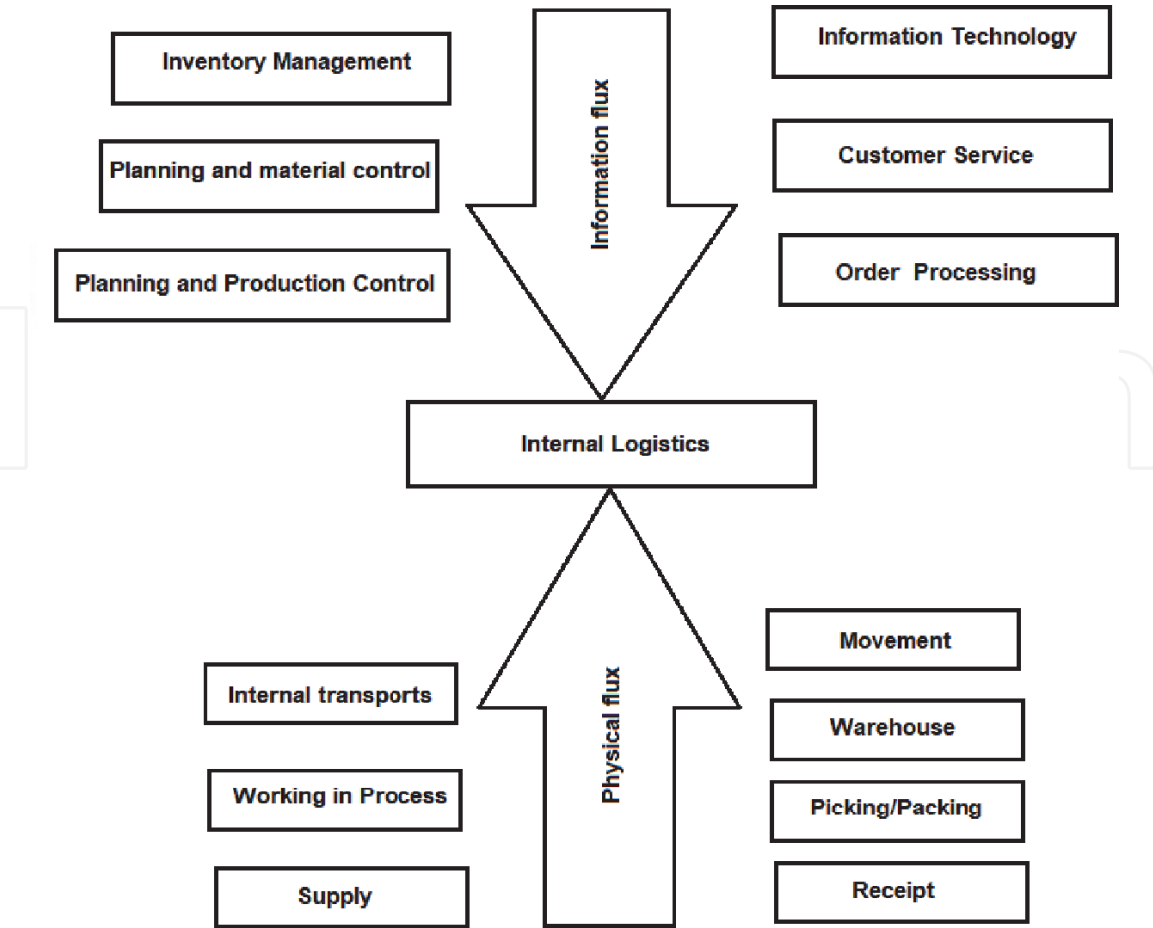 Inventory Management
Planning and material control
Planning and Production Control
Information flux
Information Technology
Customer Service
Order Processing
Internal Logistics
Internal transports
Working in Process
Supply
Physical flux
Movement
Warehouse
Picking/Packing
Receipt